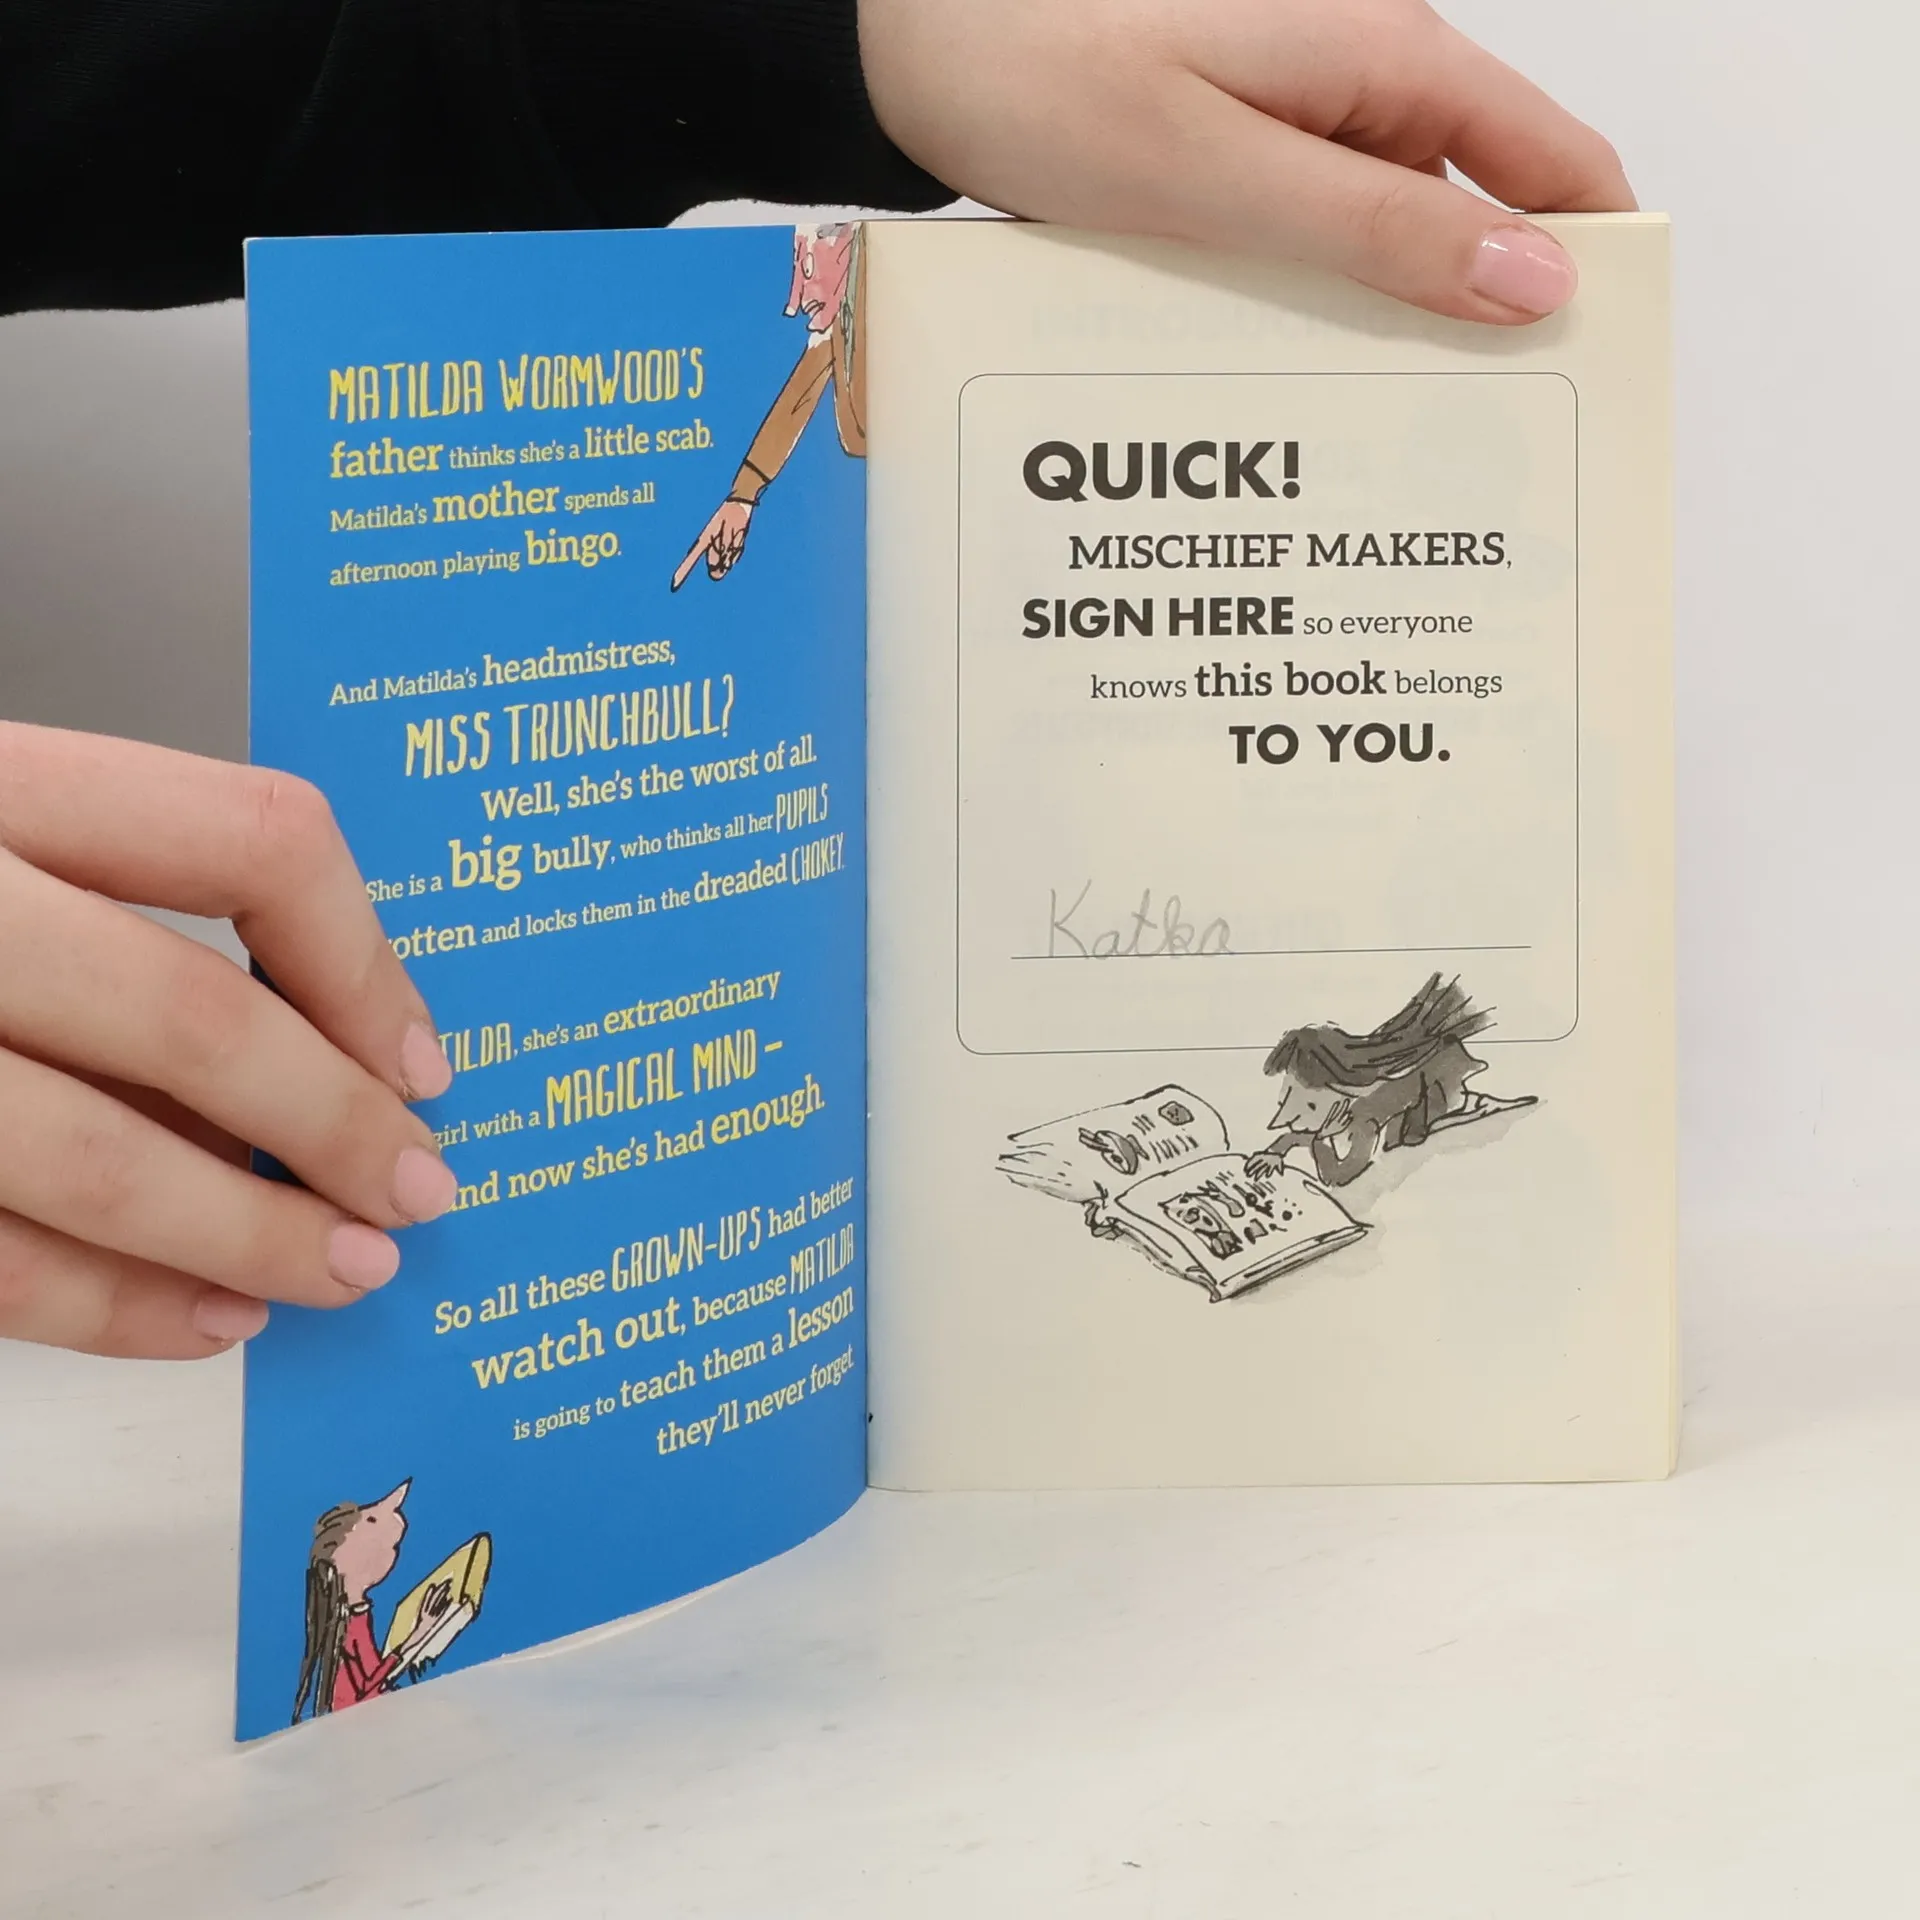 MATILDA WORMWOOD'S
father thinks she's a little scab.
Matilda's mother spends all
afternoon playing bingo.
And Matilda's headmistress,
MISS TRUNCHBULL?
Well, she's the worst of all.
She is a big bully, who thinks all her PUPILS
otten and locks them in the dreaded CHOKEY.
TILDA, she's an extraordinary
girl with a MAGICAL MIND –
and now she's had enough.
So all these GROWN-UPS had better
watch out, because MATILDA
is going to teach them a lesson
they'll never forget
QUICK!
MISCHIEF MAKERS,
SIGN HERE so everyone
knows this book belongs
TO YOU.
Katka